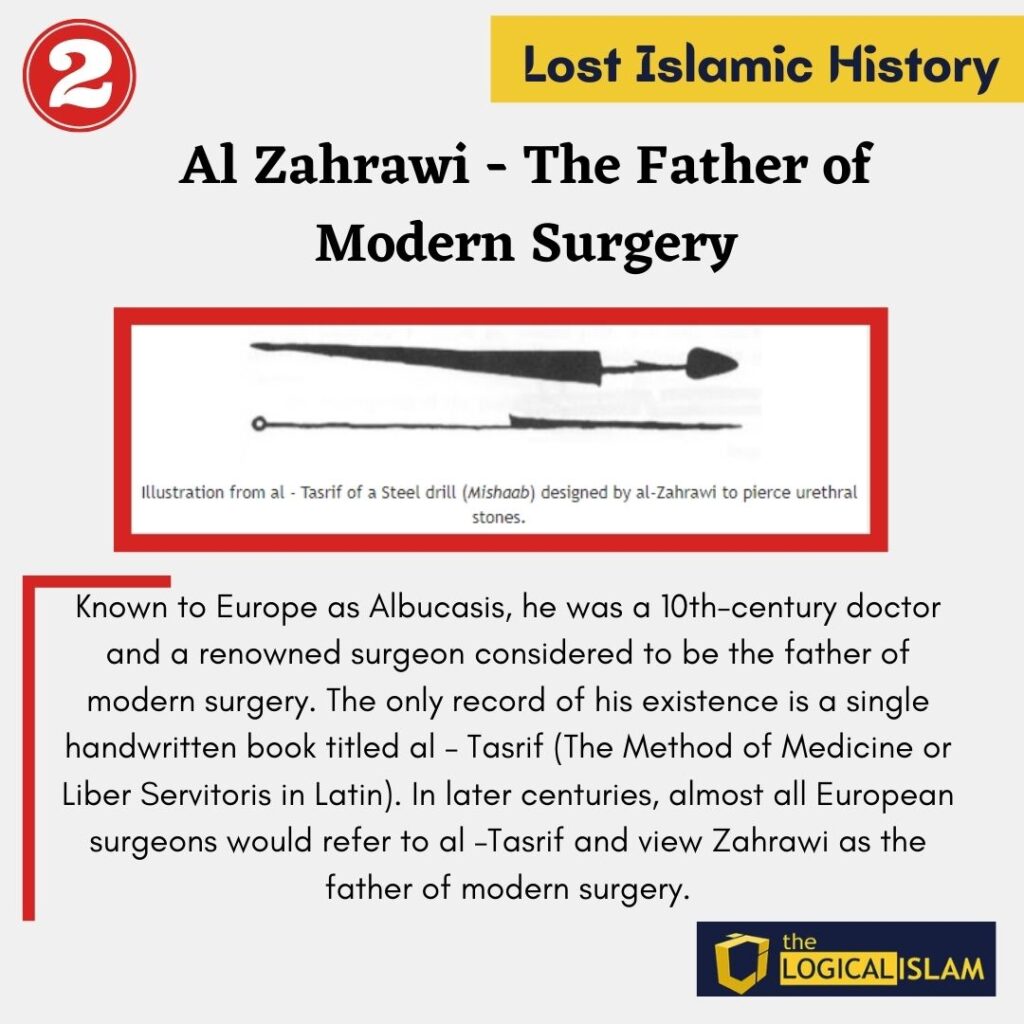 2
Lost Islamic History
Al Zahrawi - The Father of
Modern Surgery
Illustration from al - Tasrif of a Steel drill (Mishaab) designed by al-Zahrawi to pierce urethral
stones.
Known to Europe as Albucasis, he was a 10th-century doctor
and a renowned surgeon considered to be the father of
modern surgery. The only record of his existence is a single
handwritten book titled al - Tasrif (The Method of Medicine or
Liber Servitoris in Latin). In later centuries, almost all European
surgeons would refer to al -Tasrif and view Zahrawi as the
father of modern surgery.
the
LOGICALISLAM